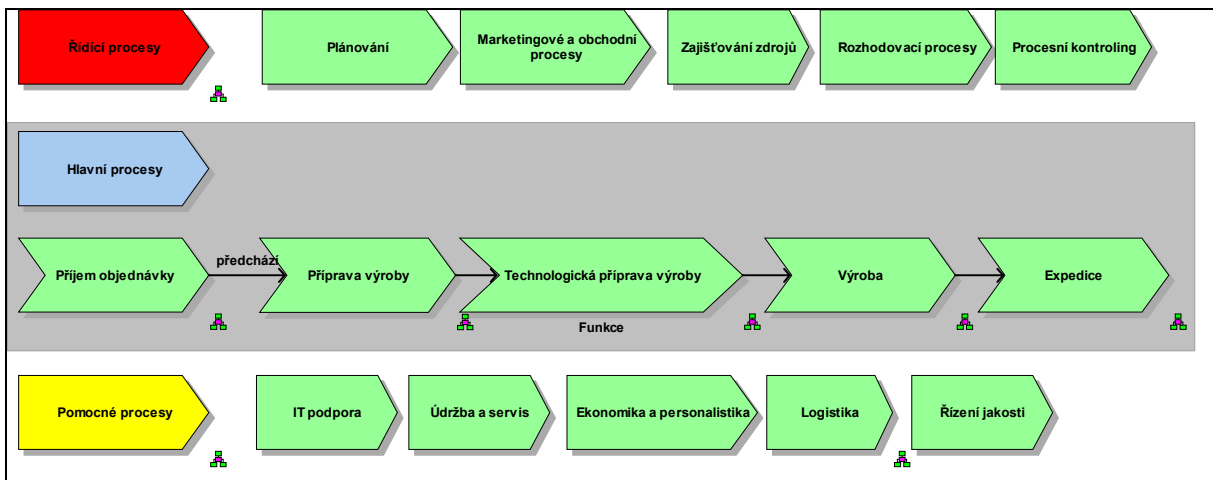 Řídící procesy
Plánování
Marketingové a obchodní
procesy
Zajišťování zdrojů
Rozhodovací procesy
Procesní kontroling
Hlavní procesy
Příjem objednávky
předchází
Příprava výroby
Technologická příprava výroby
Funkce
Výroba
Expedice
Pomocné procesy
IT podpora
Údržba a servis
Ekonomika a personalistika
Logistika
Řízení jakosti